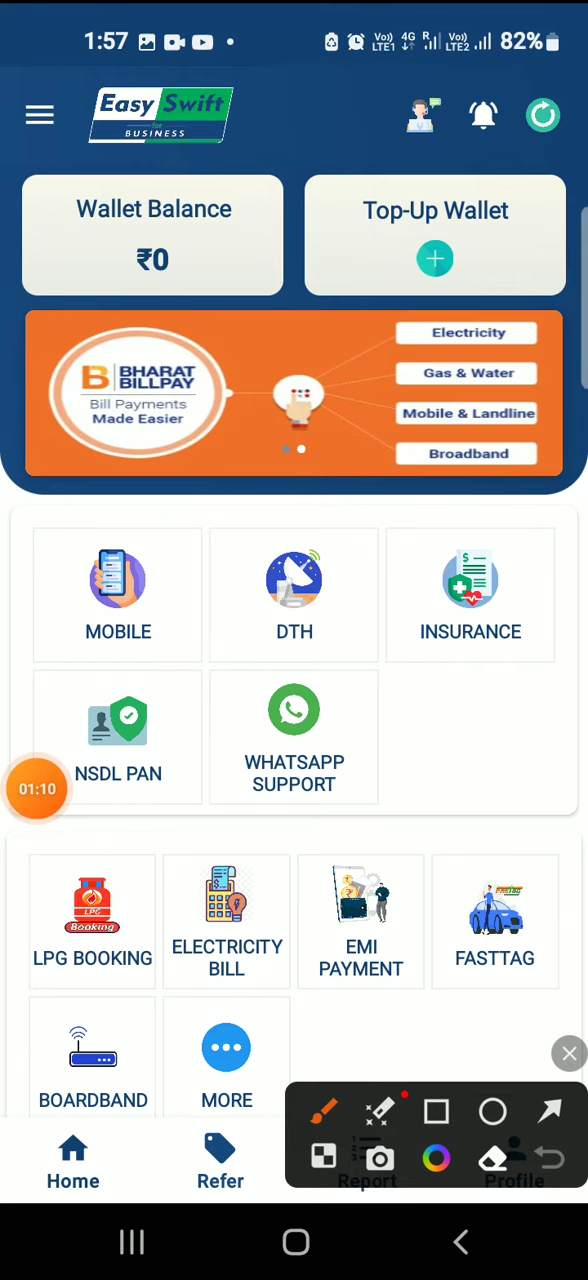 1:57
Vo)) LTE1 4G R Vo)) LTE2 82%
Easy Swift
for
BUSINESS
Wallet Balance
₹0
Top-Up Wallet
BHARAT
BILLPAY
Bill Payments
Made Easier
Electricity
Gas & Water
Mobile & Landline
Broadband
MOBILE
DTH
INSURANCE
NSDL PAN
WHATSAPP
SUPPORT
01:10
LPG
Booking
LPG BOOKING
ELECTRICITY
BILL
EMI
PAYMENT
FASTTAG
BOARDBAND
MORE
Home
Refer
Report
Profile